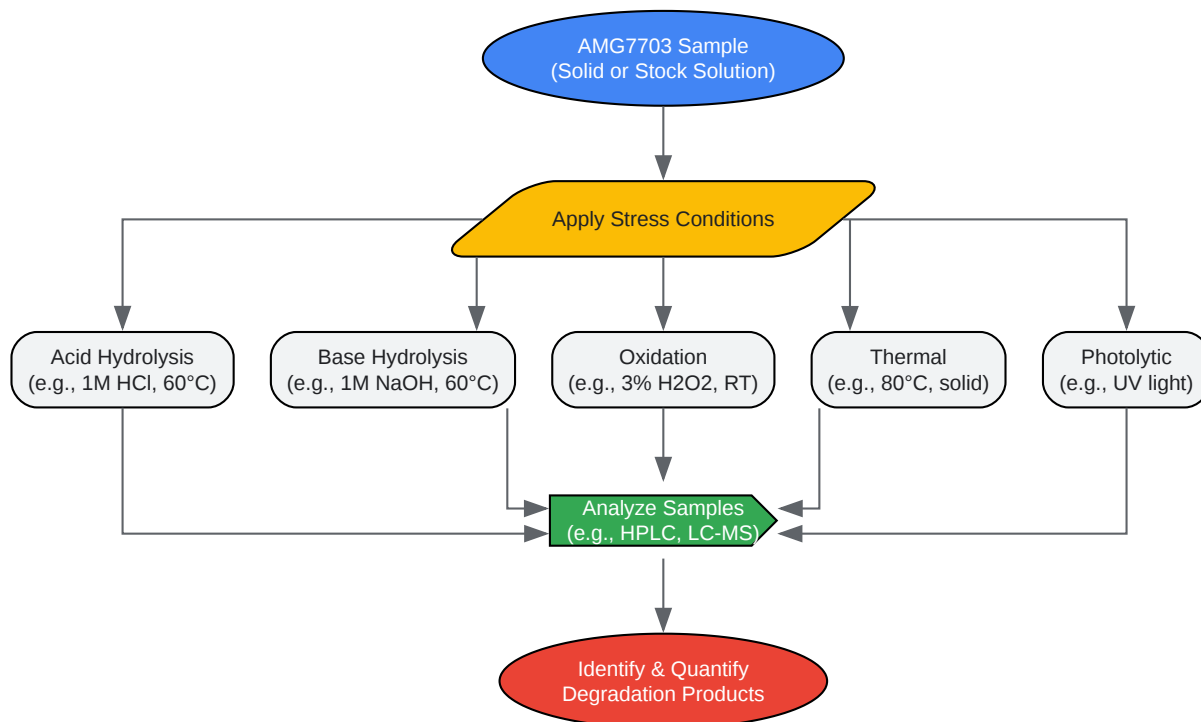 AMG7703 Sample
(Solid or Stock Solution)
Apply Stress Conditions
Acid Hydrolysis
(e.g., 1M HCl, 60°C)
Base Hydrolysis
(e.g., 1M NaOH, 60°C)
Oxidation
(e.g., 3% H2O2, RT)
Thermal
(e.g., 80°C, solid)
Photolytic
(e.g., UV light)
Analyze Samples
(e.g., HPLC, LC-MS)
Identify & Quantify
Degradation Products